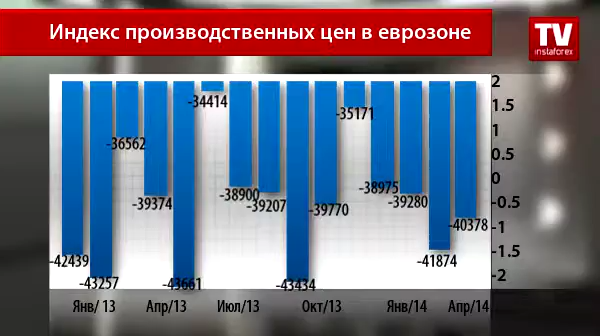 Индекс производственных цен в еврозоне
TV
instaforex
2
1.5
1
0.5
0
-0.5
-1
-1.5
-2
-42439
-43257
-36562
-39374
-43661
-34414
-38900
-39207
-43434
-39770
-35171
-38975
-39280
-41874
-40378
Янв/ 13
Апр/ 13
Июл/13
Окт/ 13
Янв/14
Апр/ 14